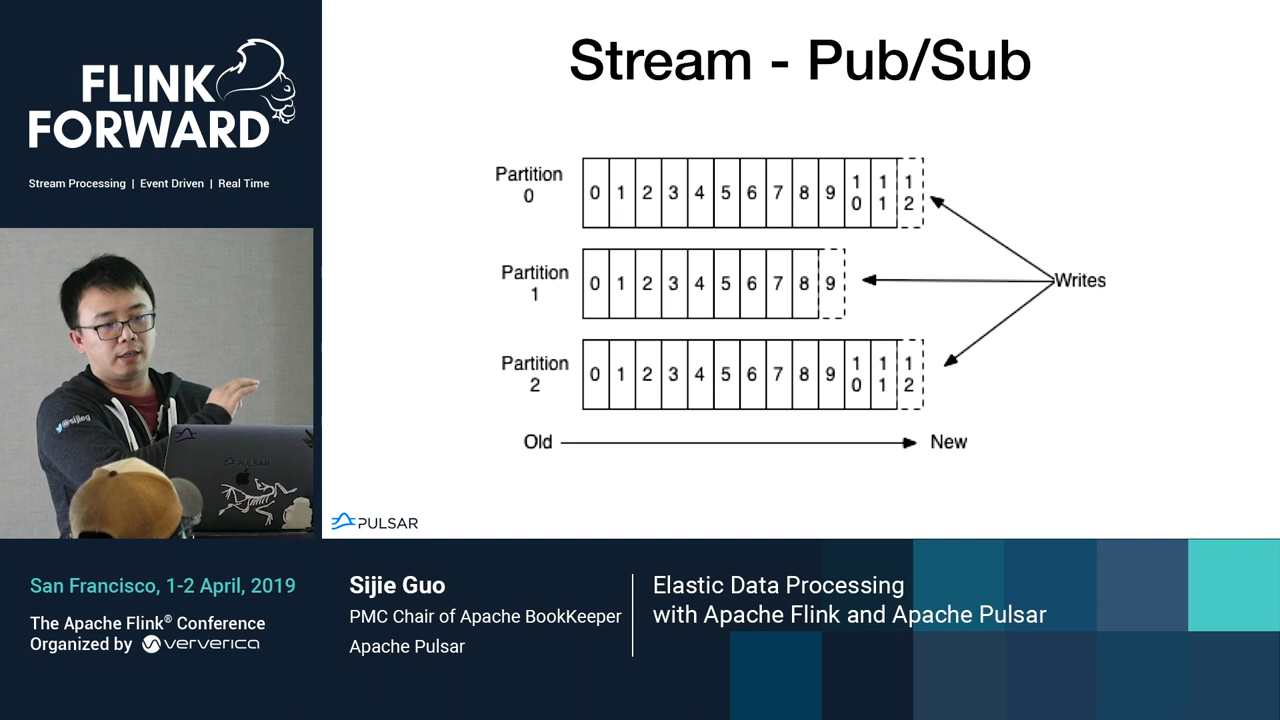 FLINK
FORWARD
Stream Processing | Event Driven | Real Time
@sijieg
PULSAR
Stream - Pub/Sub
Partition
0
0 1 2 3 4 5 6 7 8 9 10 11 12
Partition
1
0 1 2 3 4 5 6 7 8 9
Writes
Partition
2
0 1 2 3 4 5 6 7 8 9 10 11 12
Old
New
PULSAR
San Francisco, 1-2 April, 2019
The Apache Flink® Conference
Organized by ververica
Sijie Guo
PMC Chair of Apache BookKeeper
Apache Pulsar
Elastic Data Processing
with Apache Flink and Apache Pulsar